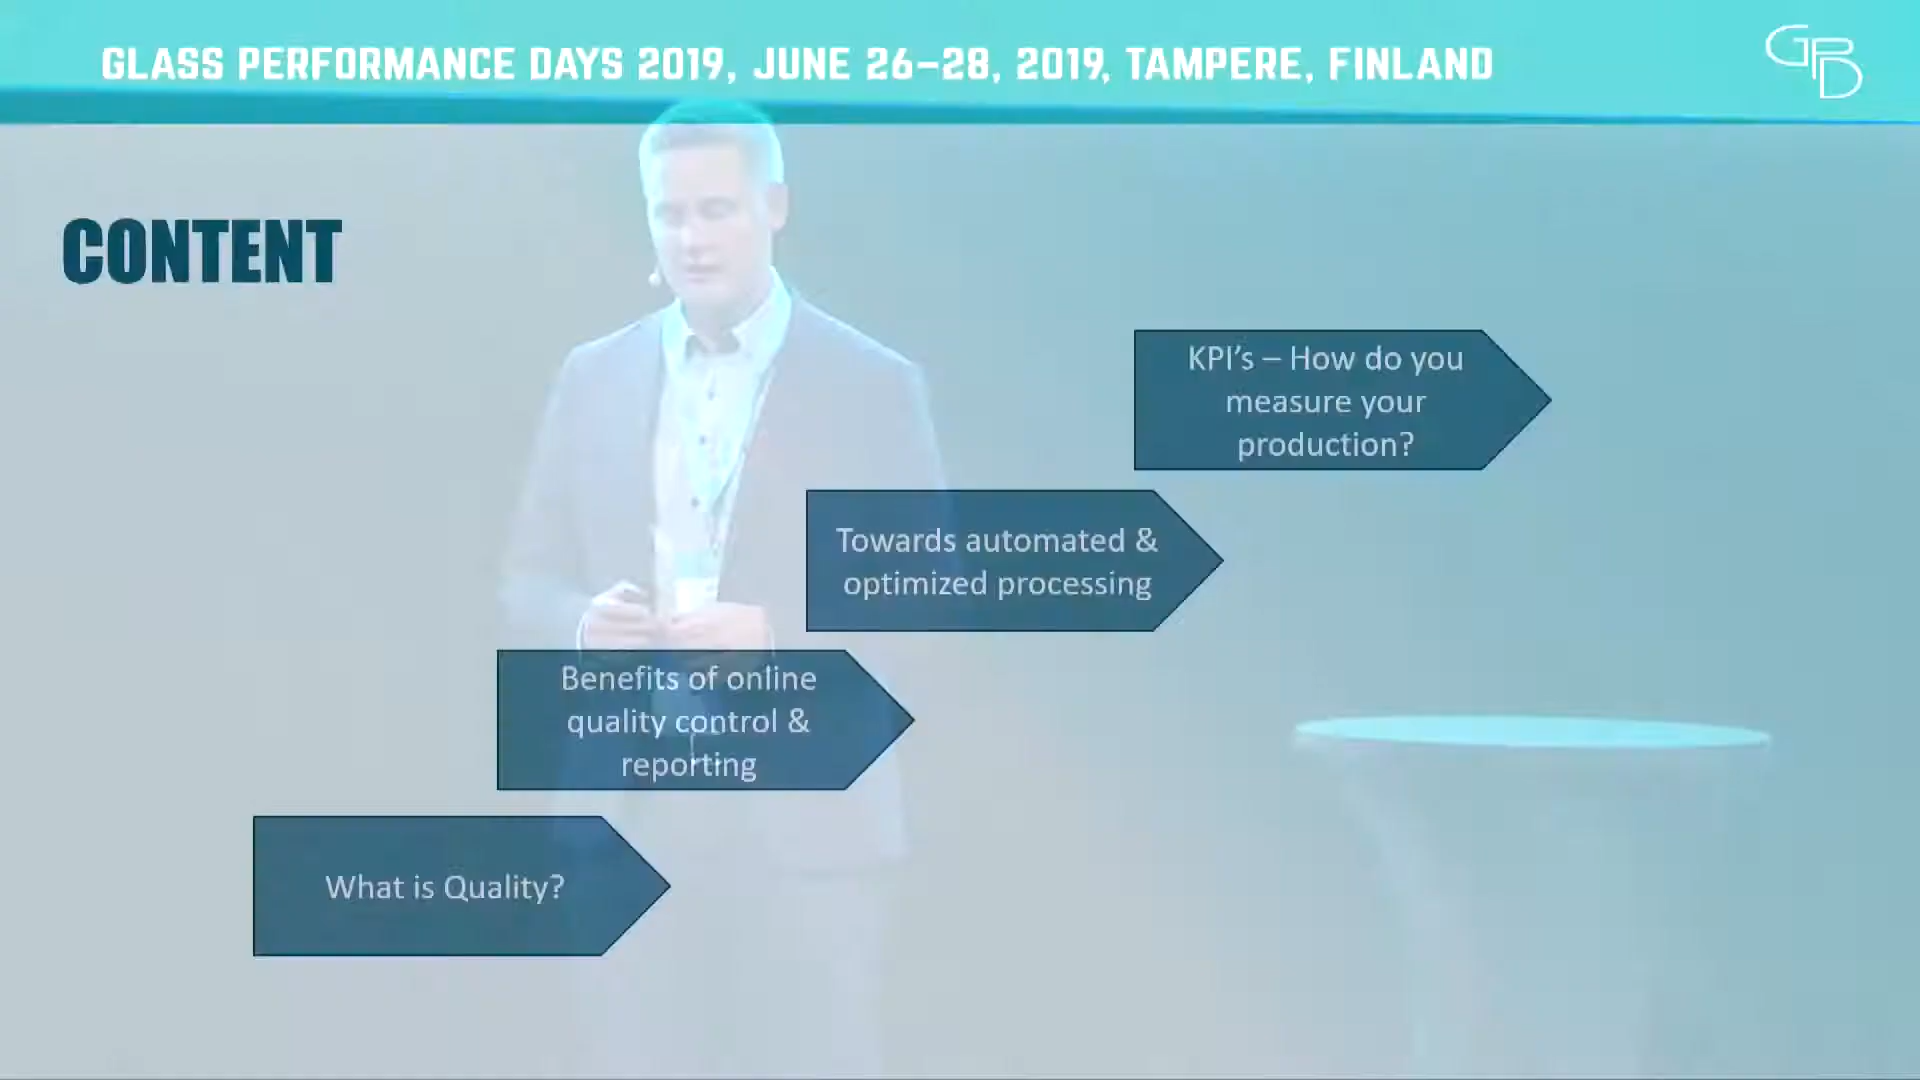 GLASS PERFORMANCE DAYS 2019, JUNE 26–28, 2019, TAMPERE, FINLAND
GPD
CONTENT
KPI's – How do you
measure your
production?
Towards automated &
optimized processing
Benefits of online
quality control &
reporting
What is Quality?